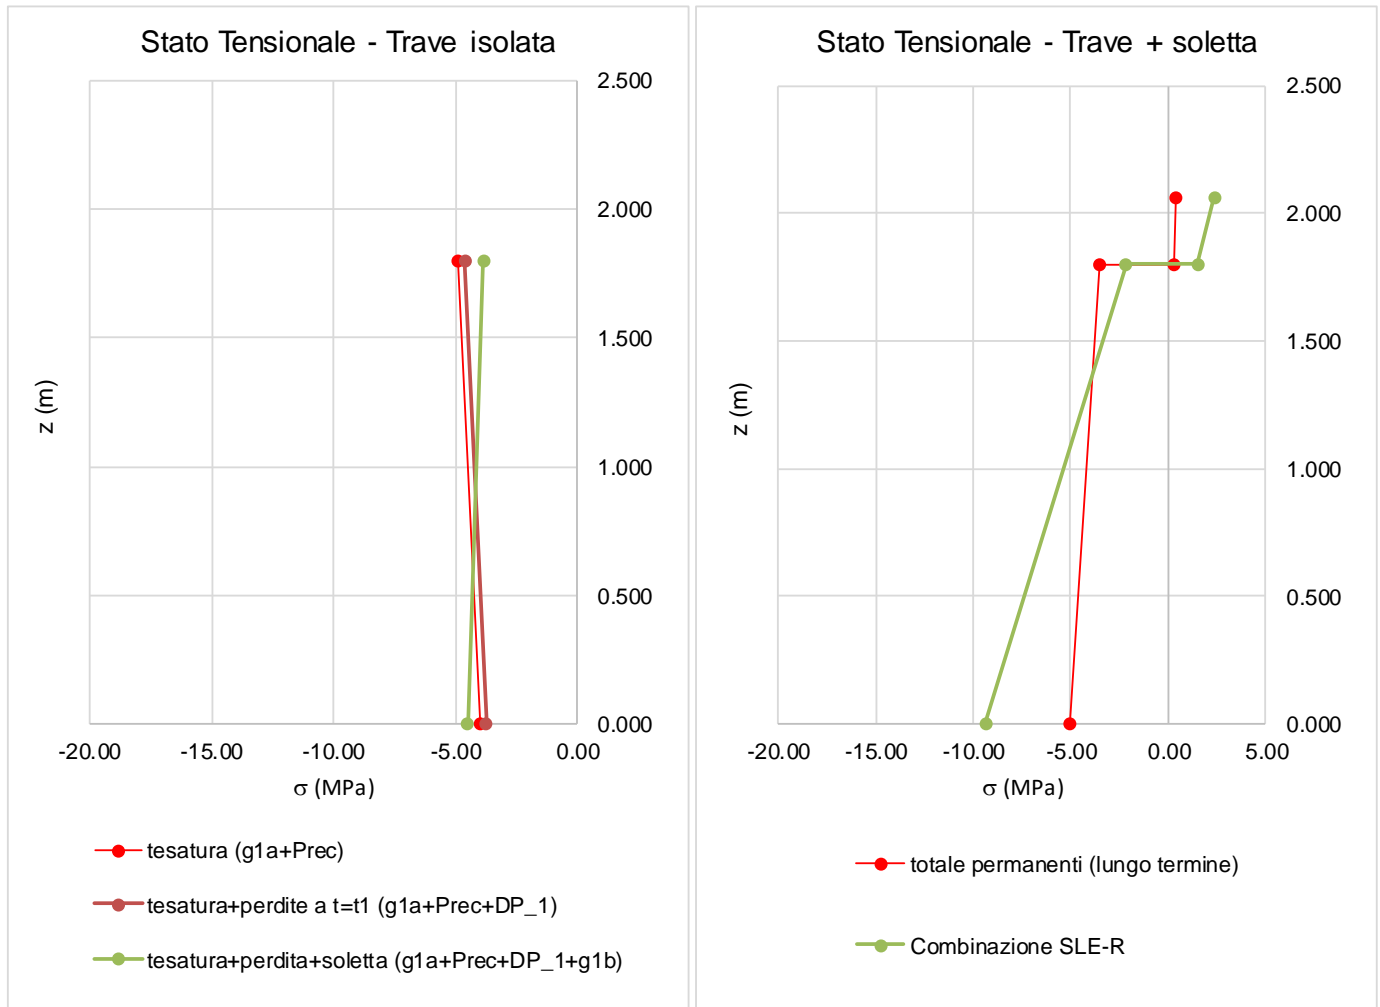 Stato Tensionale - Trave isolata
2.500
2.000
1.500
1.000
0.500
0.000
z (m)
-20.00 -15.00 -10.00 -5.00 0.00
σ (MPa)
tesatura (g1a+Prec)
tesatura+perdite a t=t1 (g1a+Prec+DP_1)
tesatura+perdita+soletta (g1a+Prec+DP_1+g1b)
Stato Tensionale - Trave + soletta
2.500
2.000
1.500
1.000
0.500
0.000
z (m)
-20.00 -15.00 -10.00 -5.00 0.00 5.00
σ (MPa)
totale permanenti (lungo termine)
Combinazione SLE-R